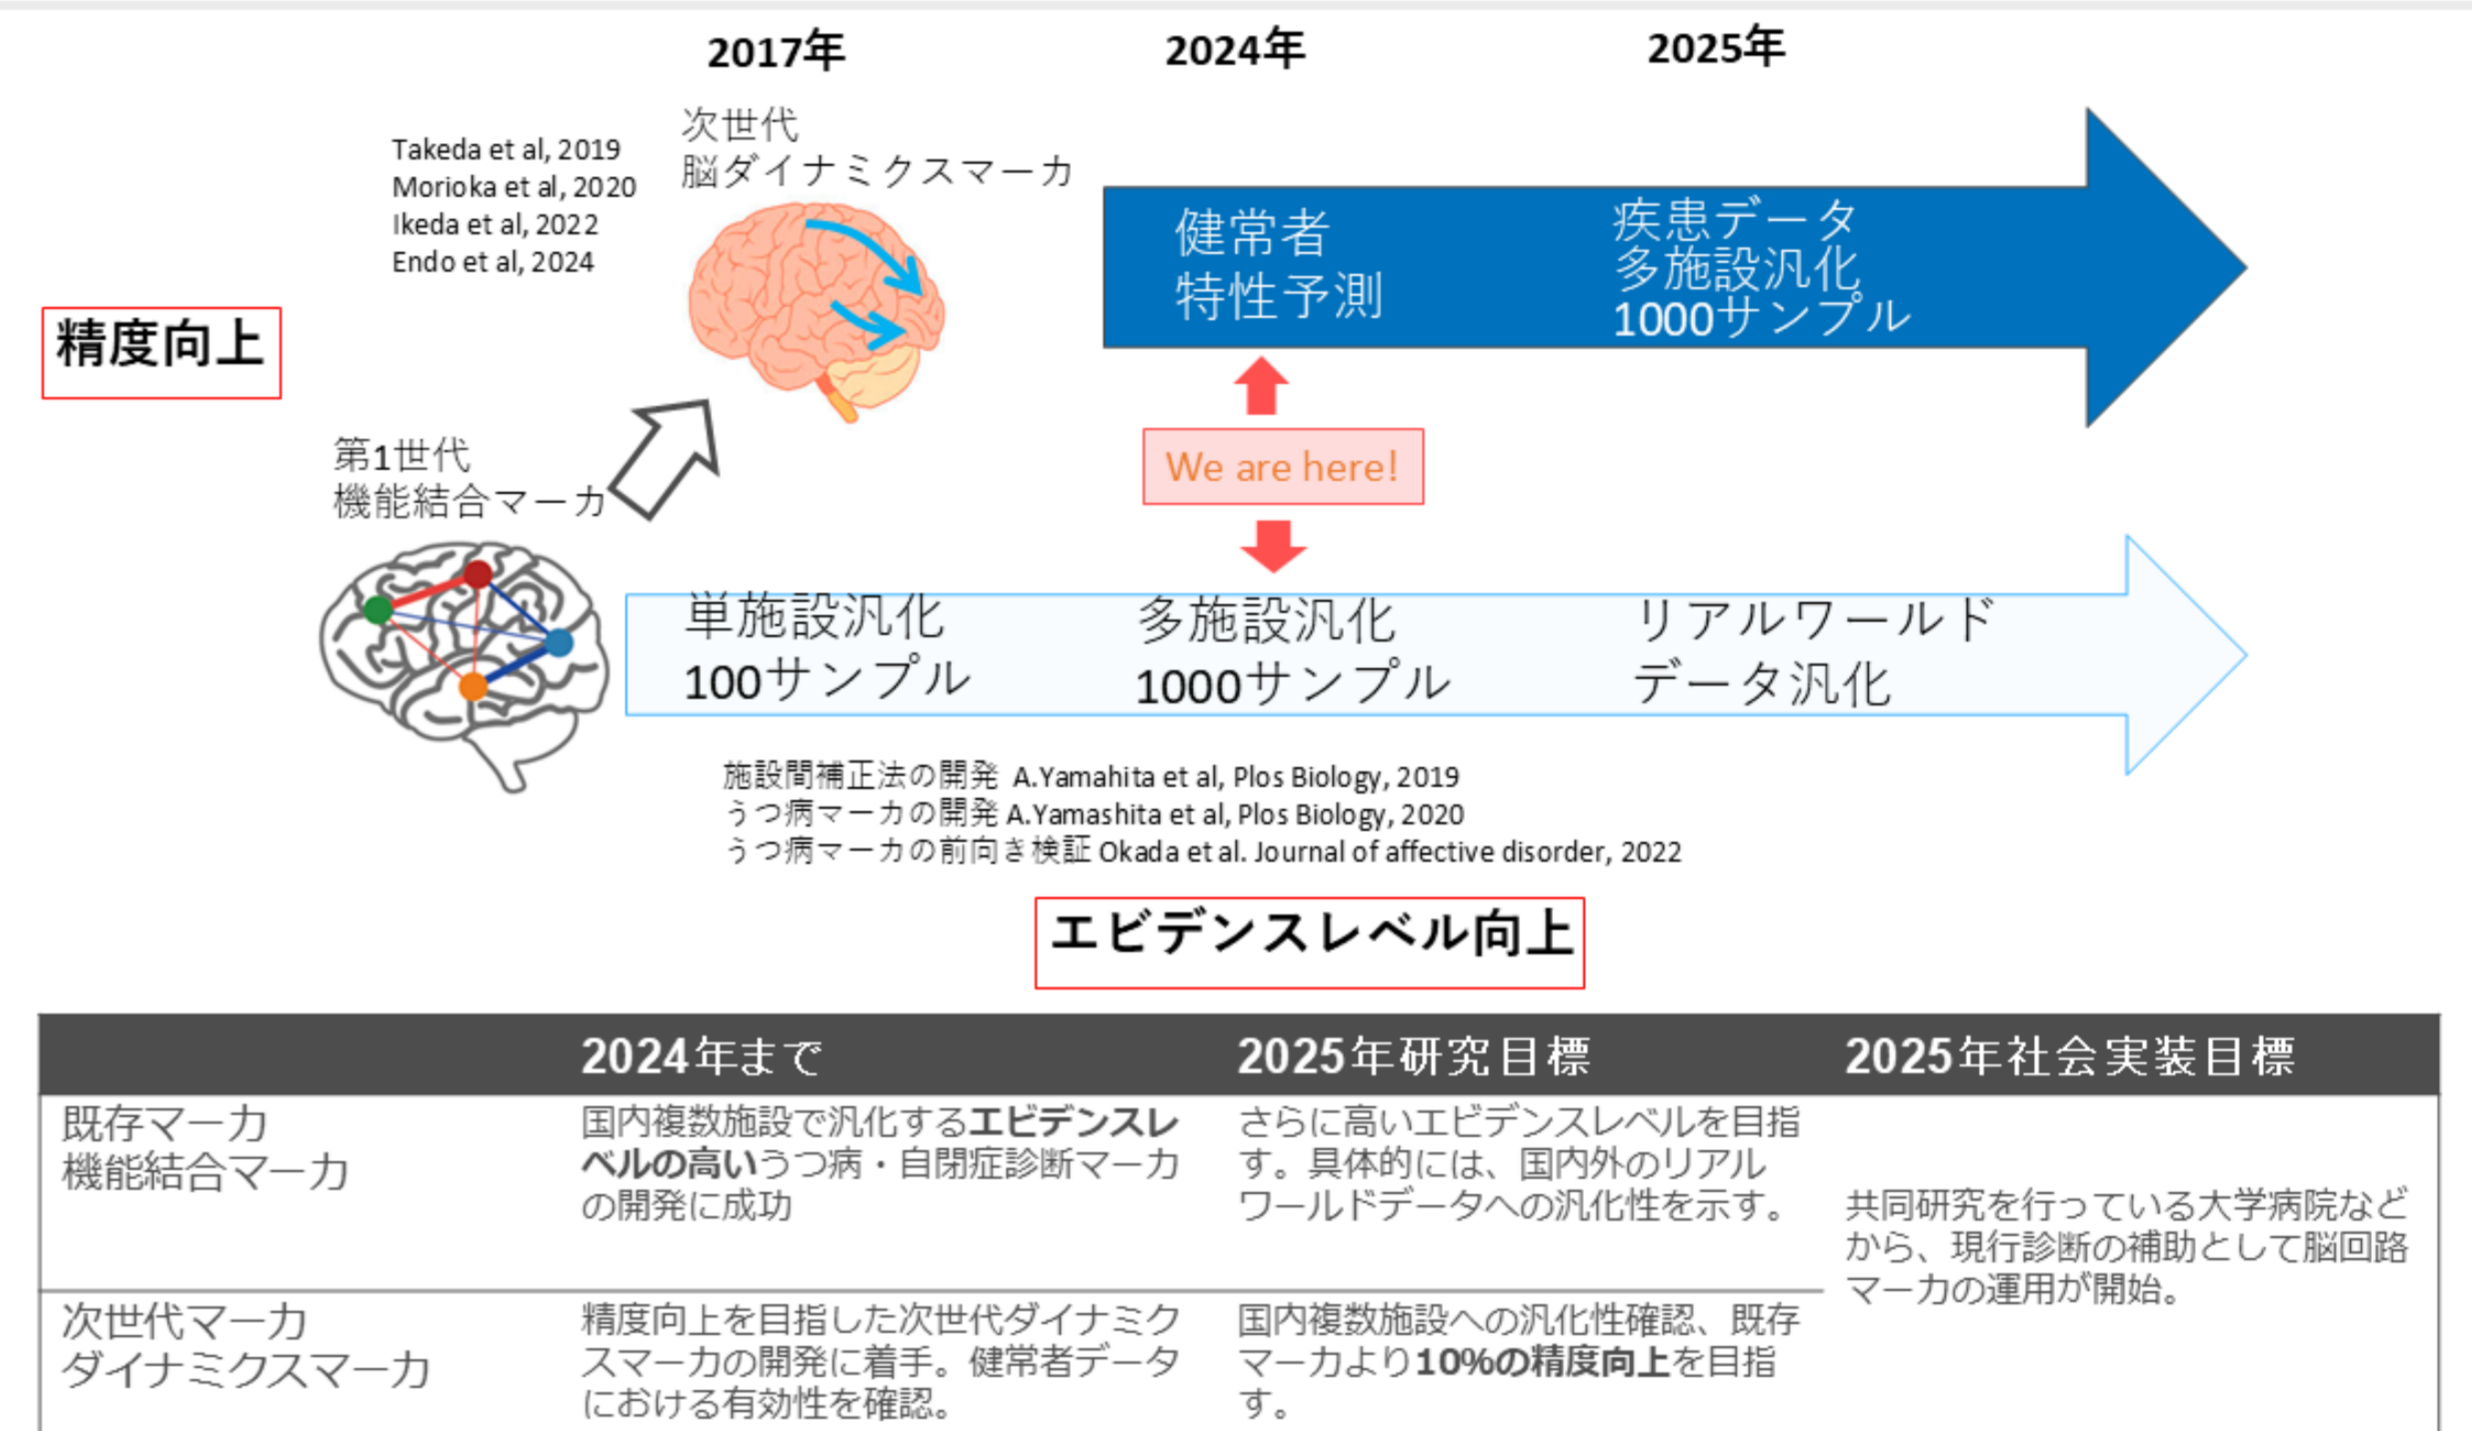 2017年
2024年
2025年
Takeda et al, 2019
Morioka et al, 2020
Ikeda et al, 2022
Endo et al, 2024
次世代
脳ダイナミクスマーカ
健常者
特性予測
疾患データ
多施設汎化
1000サンプル
精度向上
We are here!
第1世代
機能結合マーカ
単施設汎化
100サンプル
多施設汎化
1000サンプル
リアルワールド
データ汎化
施設間補正法の開発 A.Yamahita et al, Plos Biology, 2019
うつ病マーカの開発 A.Yamashita et al, Plos Biology, 2020
うつ病マーカの前向き検証 Okada et al. Journal of affective disorder, 2022
エビデンスレベル向上
2024年まで
2025年研究目標
2025年社会実装目標
既存マーカ
機能結合マーカ
国内複数施設で汎化するエビデンスレ
ベルの高いうつ病・自閉症診断マーカ
の開発に成功
さらに高いエビデンスレベルを目指
す。具体的には、国内外のリアル
ワールドデータへの汎化性を示す。
共同研究を行っている大学病院など
から、現行診断の補助として脳回路
マーカの運用が開始。
次世代マーカ
ダイナミクスマーカ
精度向上を目指した次世代ダイナミク
スマーカの開発に着手。健常者データ
における有効性を確認。
国内複数施設への汎化性確認、既存
マーカより10%の精度向上を目指
す。